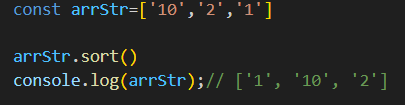 const arrStr=['10','2','1']
arrStr.sort()
console.log(arrStr);// ['1', '10', '2']